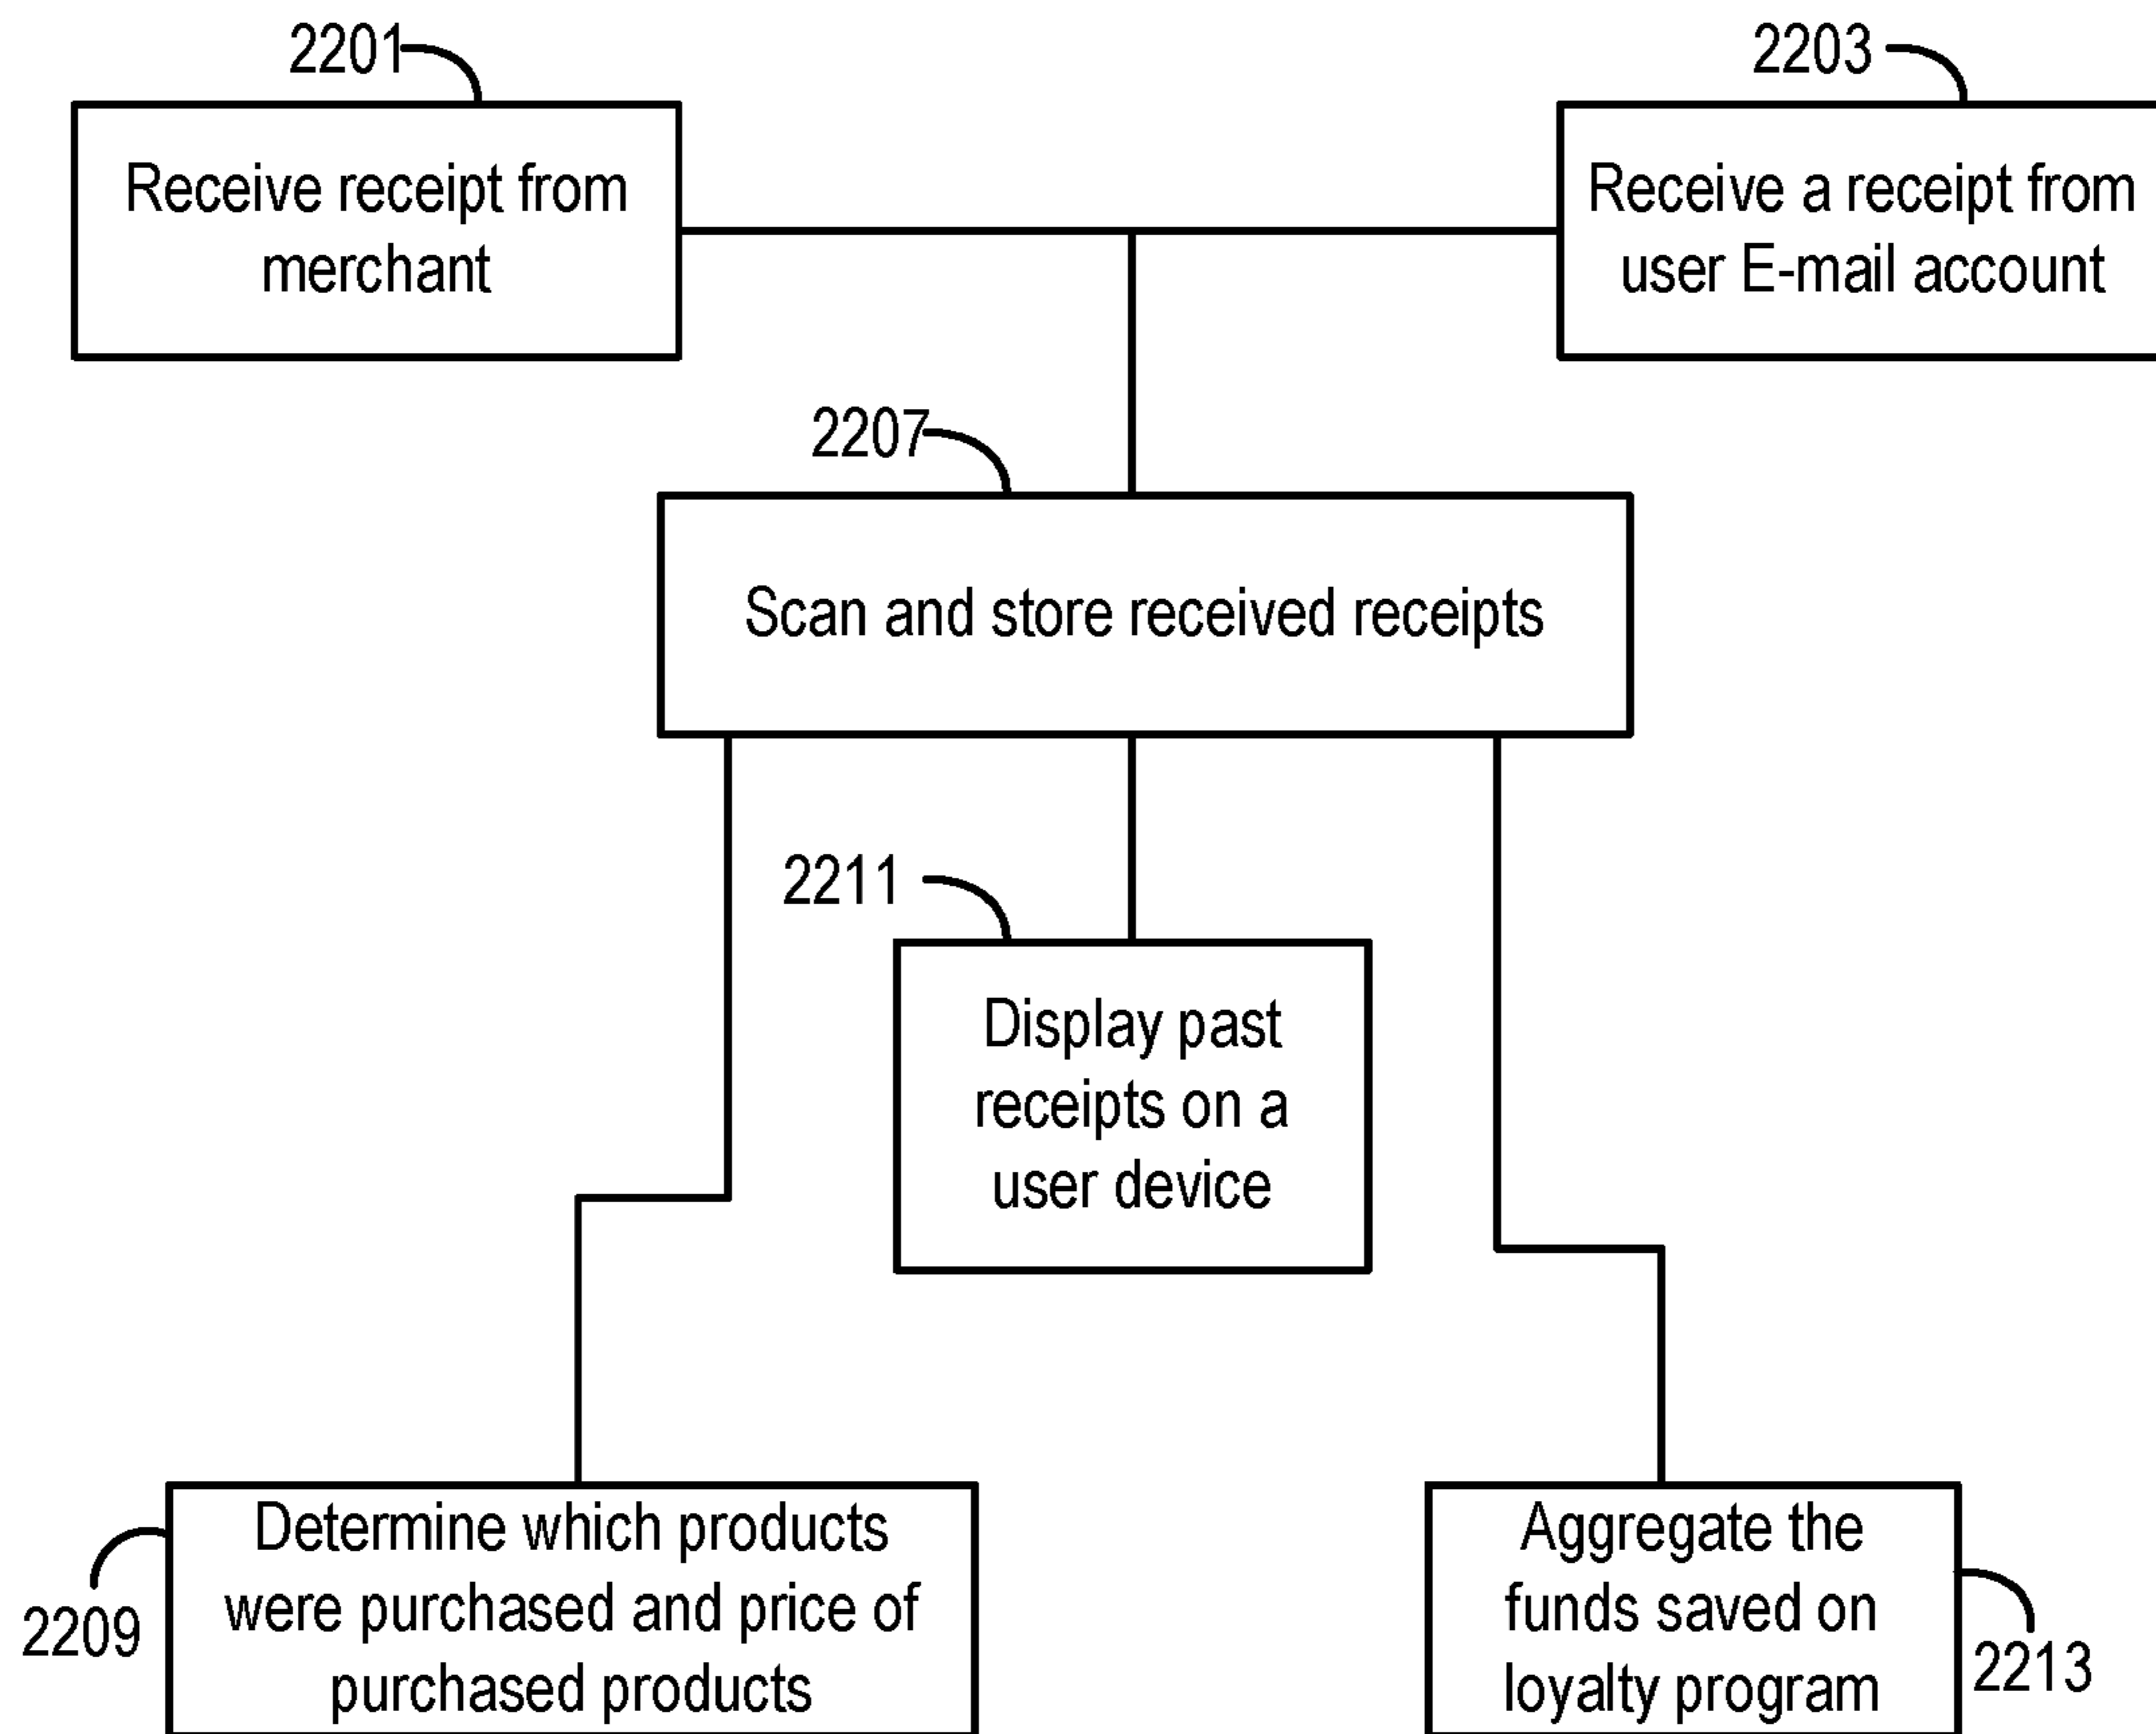 2201
2203
Receive receipt from
merchant
Receive a receipt from
user E-mail account
2207
Scan and store received receipts
2211
Display past
receipts on a
user device
Determine which products
were purchased and price of
purchased products
2209
Aggregate the
funds saved on
loyalty program
2213